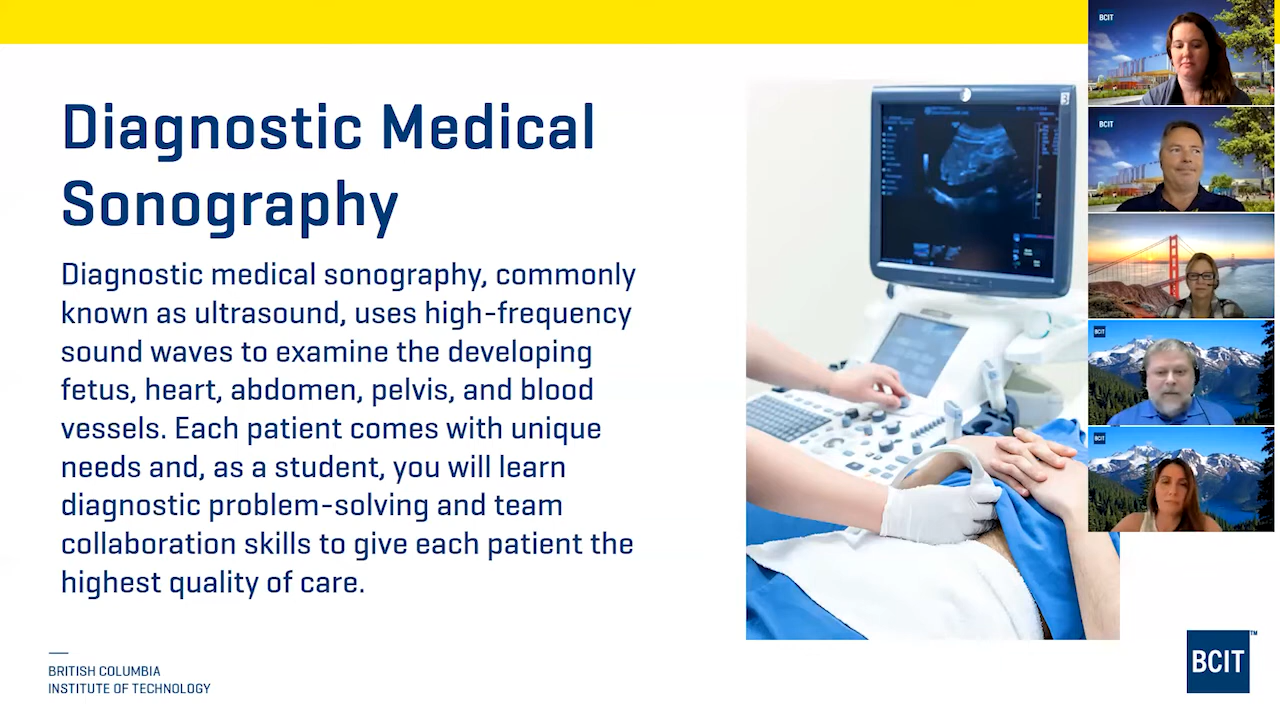 Diagnostic Medical
Sonography
Diagnostic medical sonography, commonly
known as ultrasound, uses high-frequency
sound waves to examine the developing
fetus, heart, abdomen, pelvis, and blood
vessels. Each patient comes with unique
needs and, as a student, you will learn
diagnostic problem-solving and team
collaboration skills to give each patient the
highest quality of care.
BRITISH COLUMBIA
INSTITUTE OF TECHNOLOGY
3
BCIT
BCIT
BCIT
BCIT
BCIT™